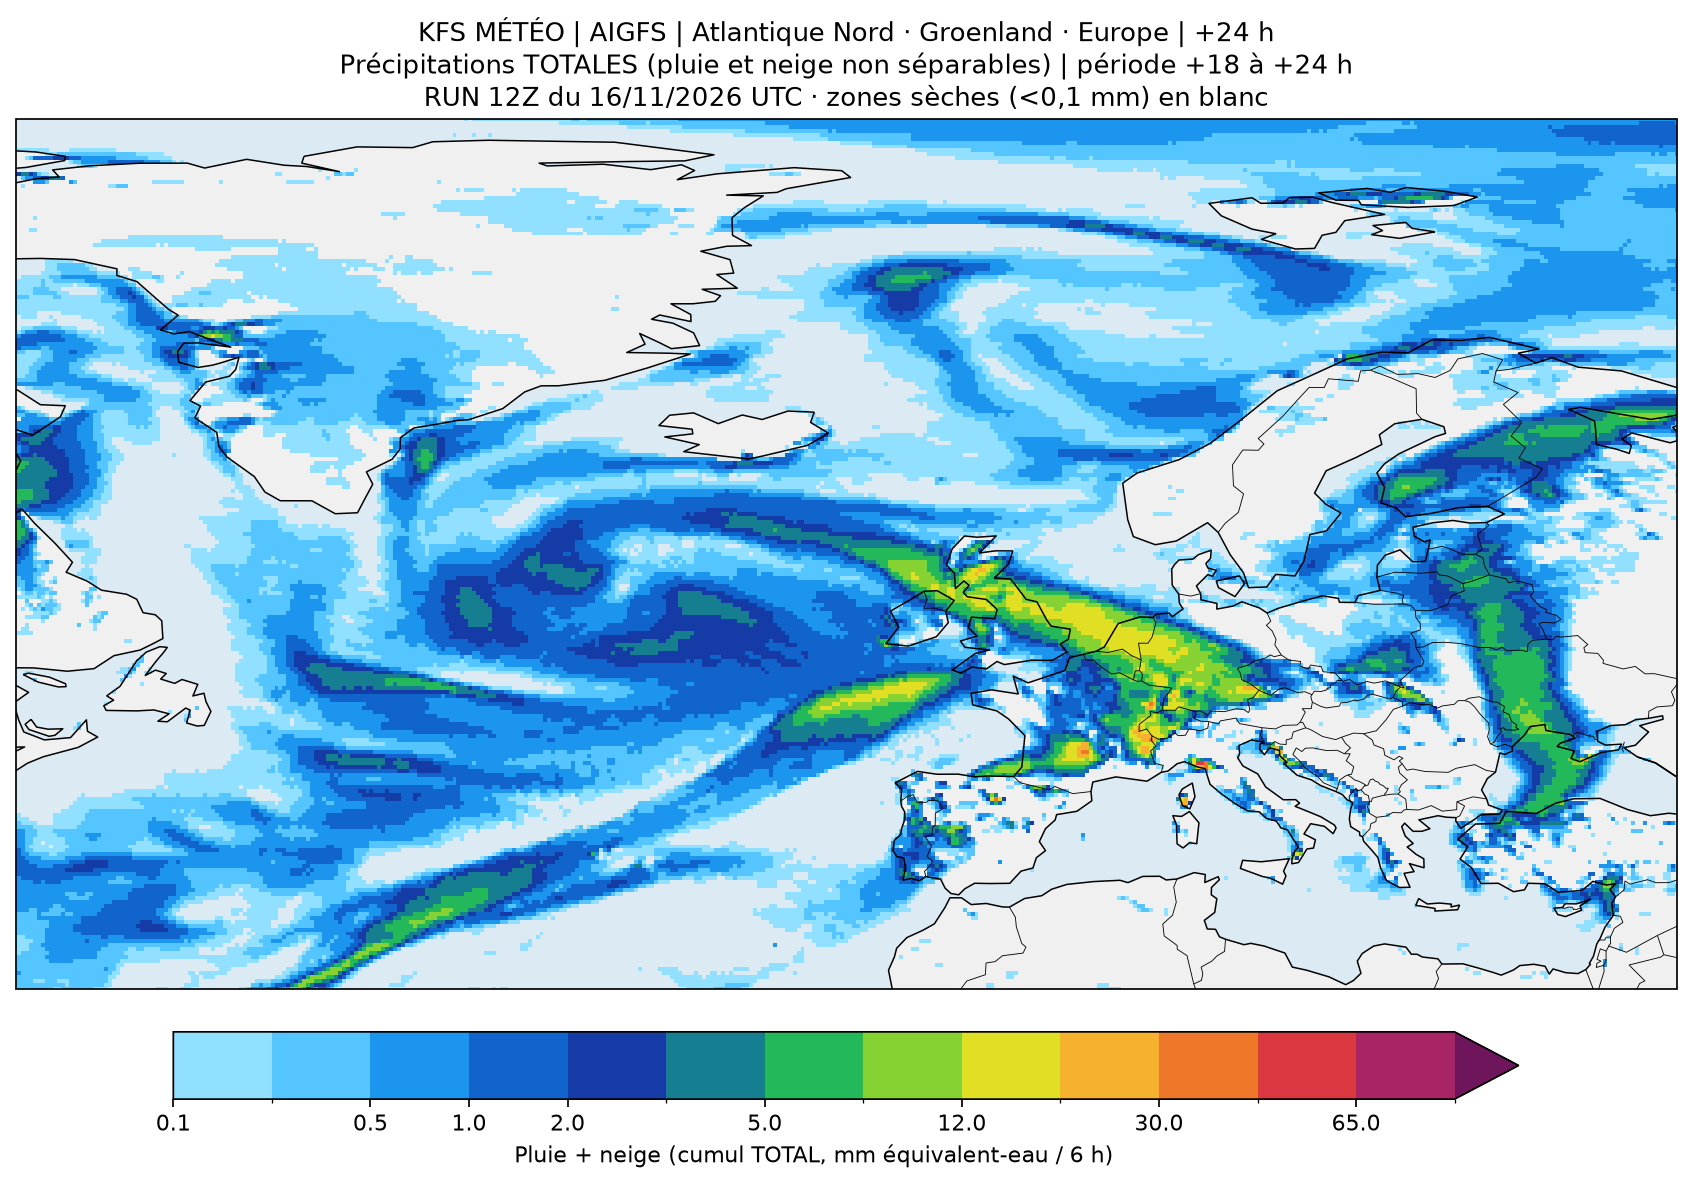 KFS MÉTÉO | AIGFS | Atlantique Nord · Groenland · Europe | +24 h
Précipitations TOTALES (pluie et neige non séparables) | période +18 à +24 h
RUN 12Z du 16/11/2026 UTC · zones sèches (<0,1 mm) en blanc
0.1 0.5 1.0 2.0 5.0 12.0 30.0 65.0
Pluie + neige (cumul TOTAL, mm équivalent-eau / 6 h)